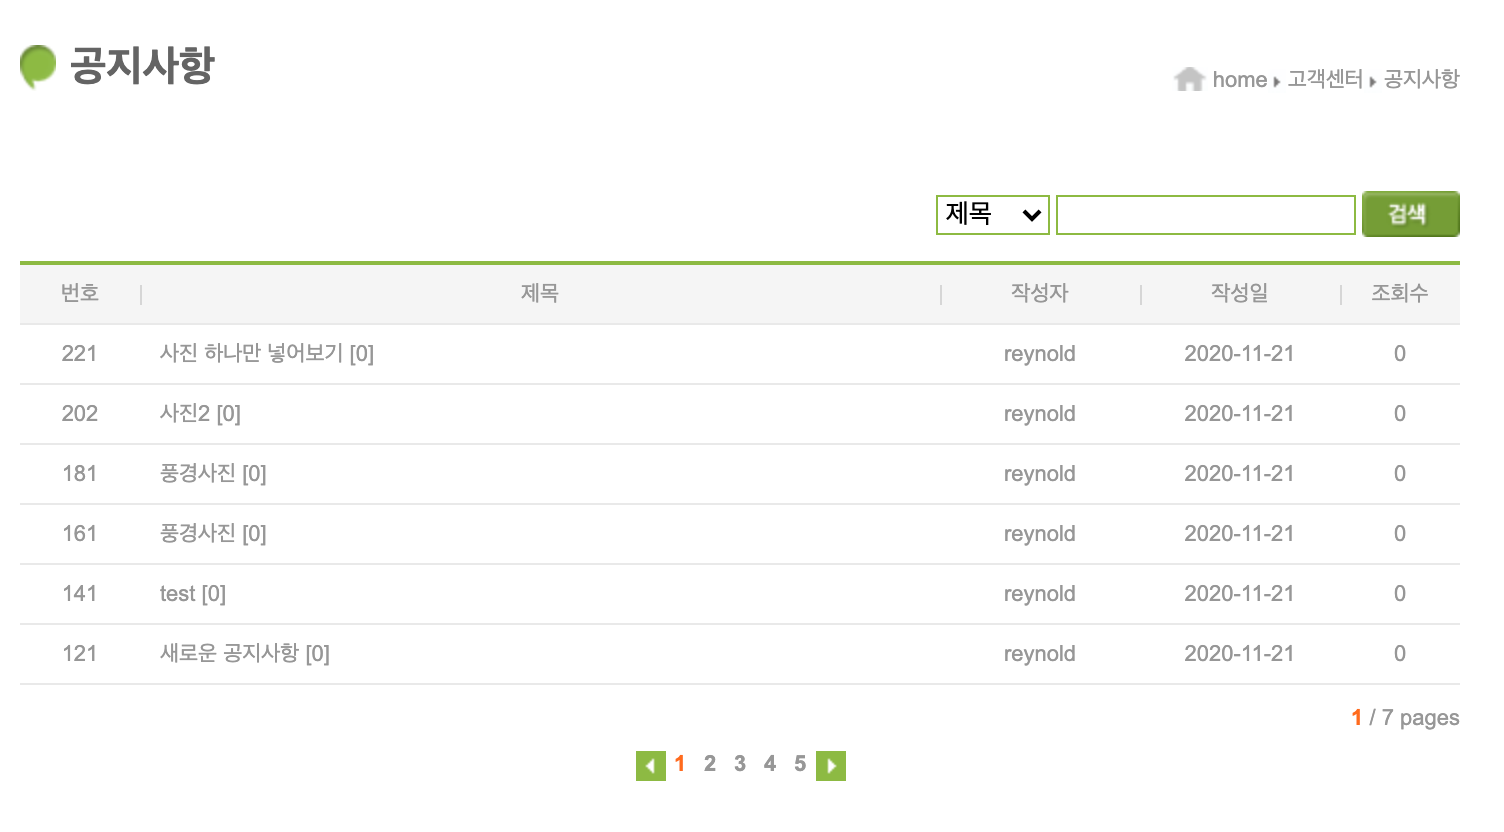 공지사항
home 고객센터 공지사항
제목 검색
번호 제목 작성자 작성일 조회수
221 사진 하나만 넣어보기 [0] reynold 2020-11-21 0
202 사진2 [0] reynold 2020-11-21 0
181 풍경사진 [0] reynold 2020-11-21 0
161 풍경사진 [0] reynold 2020-11-21 0
141 test [0] reynold 2020-11-21 0
121 새로운 공지사항 [0] reynold 2020-11-21 0
1 / 7 pages
1 2 3 4 5